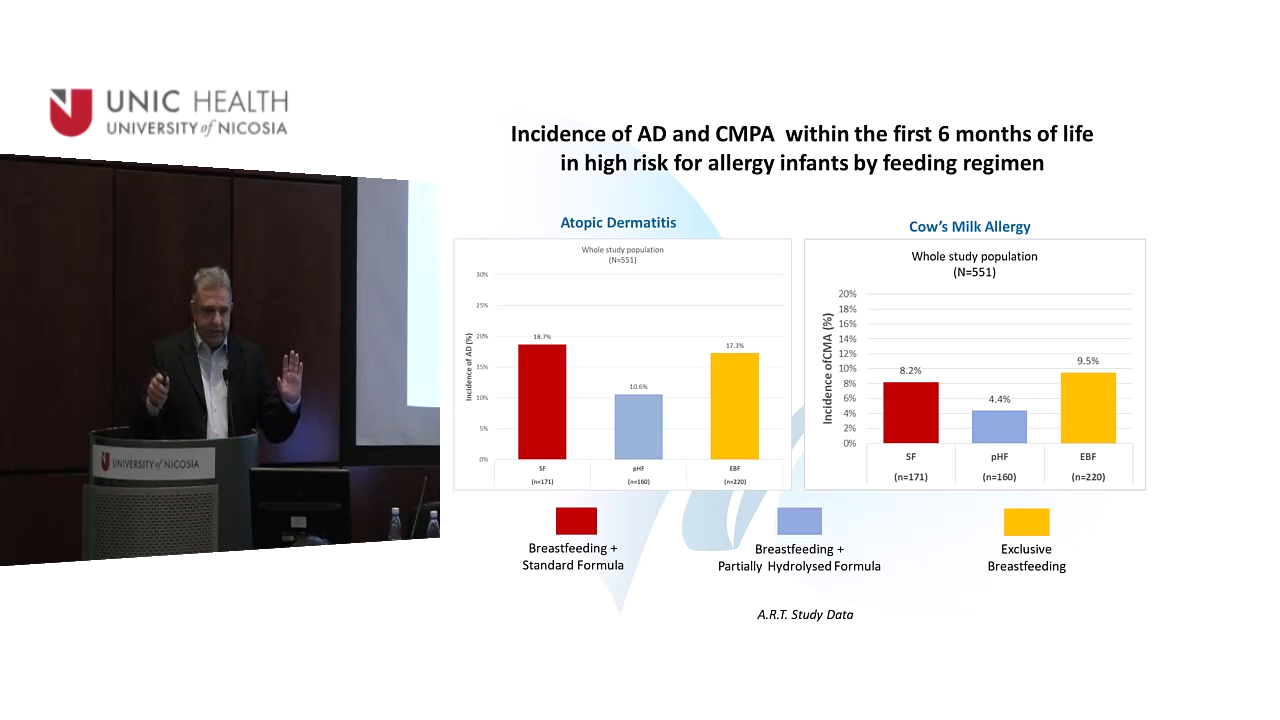 UNIC HEALTH
UNIVERSITY of NICOSIA
Incidence of AD and CMPA within the first 6 months of life
in high risk for allergy infants by feeding regimen
Atopic Dermatitis
Whole study population
(N=551)
Incidence of AD (%)
30%
25%
20%
15%
10%
5%
0%
18.7%
10.6%
17.3%
SF
pHF
EBF
(n=171)
(n=160)
(n=220)
Cow's Milk Allergy
Whole study population
(N=551)
Incidence ofCMA (%)
20%
18%
16%
14%
12%
10%
8%
6%
4%
2%
0%
8.2%
4.4%
9.5%
SF
pHF
EBF
(n=171)
(n=160)
(n=220)
Breastfeeding +
Standard Formula
Breastfeeding +
Partially Hydrolysed Formula
Exclusive
Breastfeeding
A.R.T. Study Data
UNIVERSITY of NICOSIA